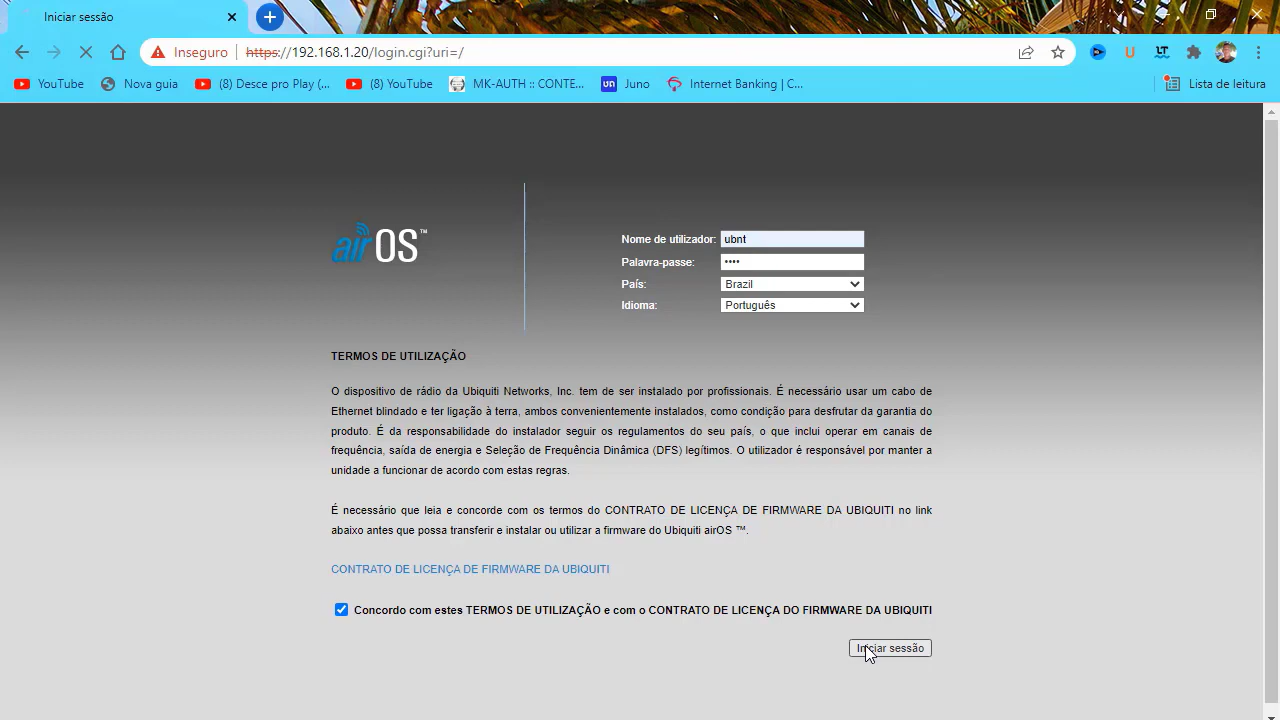 Iniciar sessão
Inseguro https://192.168.1.20/login.cgi?uri=/
YouTube Nova guia (8) Desce pro Play (... (8) YouTube MK-AUTH :: CONTE... Juno Internet Banking | C... Lista de leitura
airOS™
Nome de utilizador: ubnt
Palavra-passe: ••••
País: Brazil
Idioma: Português
TERMOS DE UTILIZAÇÃO
O dispositivo de rádio da Ubiquiti Networks, Inc. tem de ser instalado por profissionais. É necessário usar um cabo de
Ethernet blindado e ter ligação à terra, ambos convenientemente instalados, como condição para desfrutar da garantia do
produto. É da responsabilidade do instalador seguir os regulamentos do seu país, o que inclui operar em canais de
frequência, saída de energia e Seleção de Frequência Dinâmica (DFS) legítimos. O utilizador é responsável por manter a
unidade a funcionar de acordo com estas regras.
É necessário que leia e concorde com os termos do CONTRATO DE LICENÇA DE FIRMWARE DA UBIQUITI no link
abaixo antes que possa transferir e instalar ou utilizar a firmware do Ubiquiti airOS ™.
CONTRATO DE LICENÇA DE FIRMWARE DA UBIQUITI
Concordo com estes TERMOS DE UTILIZAÇÃO e com o CONTRATO DE LICENÇA DO FIRMWARE DA UBIQUITI
Iniciar sessão